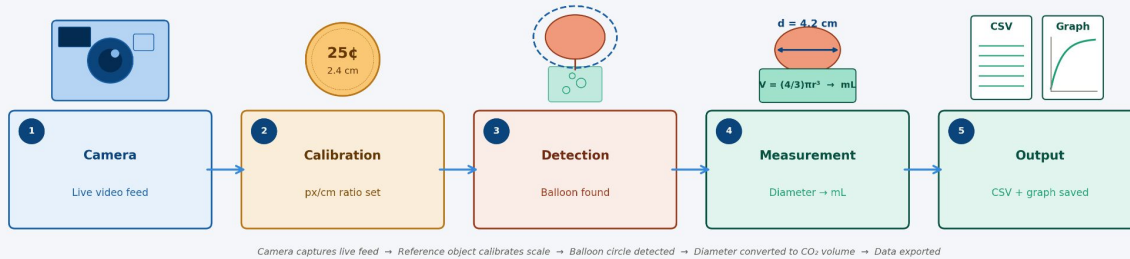 25¢
2.4 cm
d = 4.2 cm
V = (4/3)πr³ → mL
CSV
Graph
1
Camera
Live video feed
2
Calibration
px/cm ratio set
3
Detection
Balloon found
4
Measurement
Diameter → mL
5
Output
CSV + graph saved
Camera captures live feed → Reference object calibrates scale → Balloon circle detected → Diameter converted to CO₂ volume → Data exported